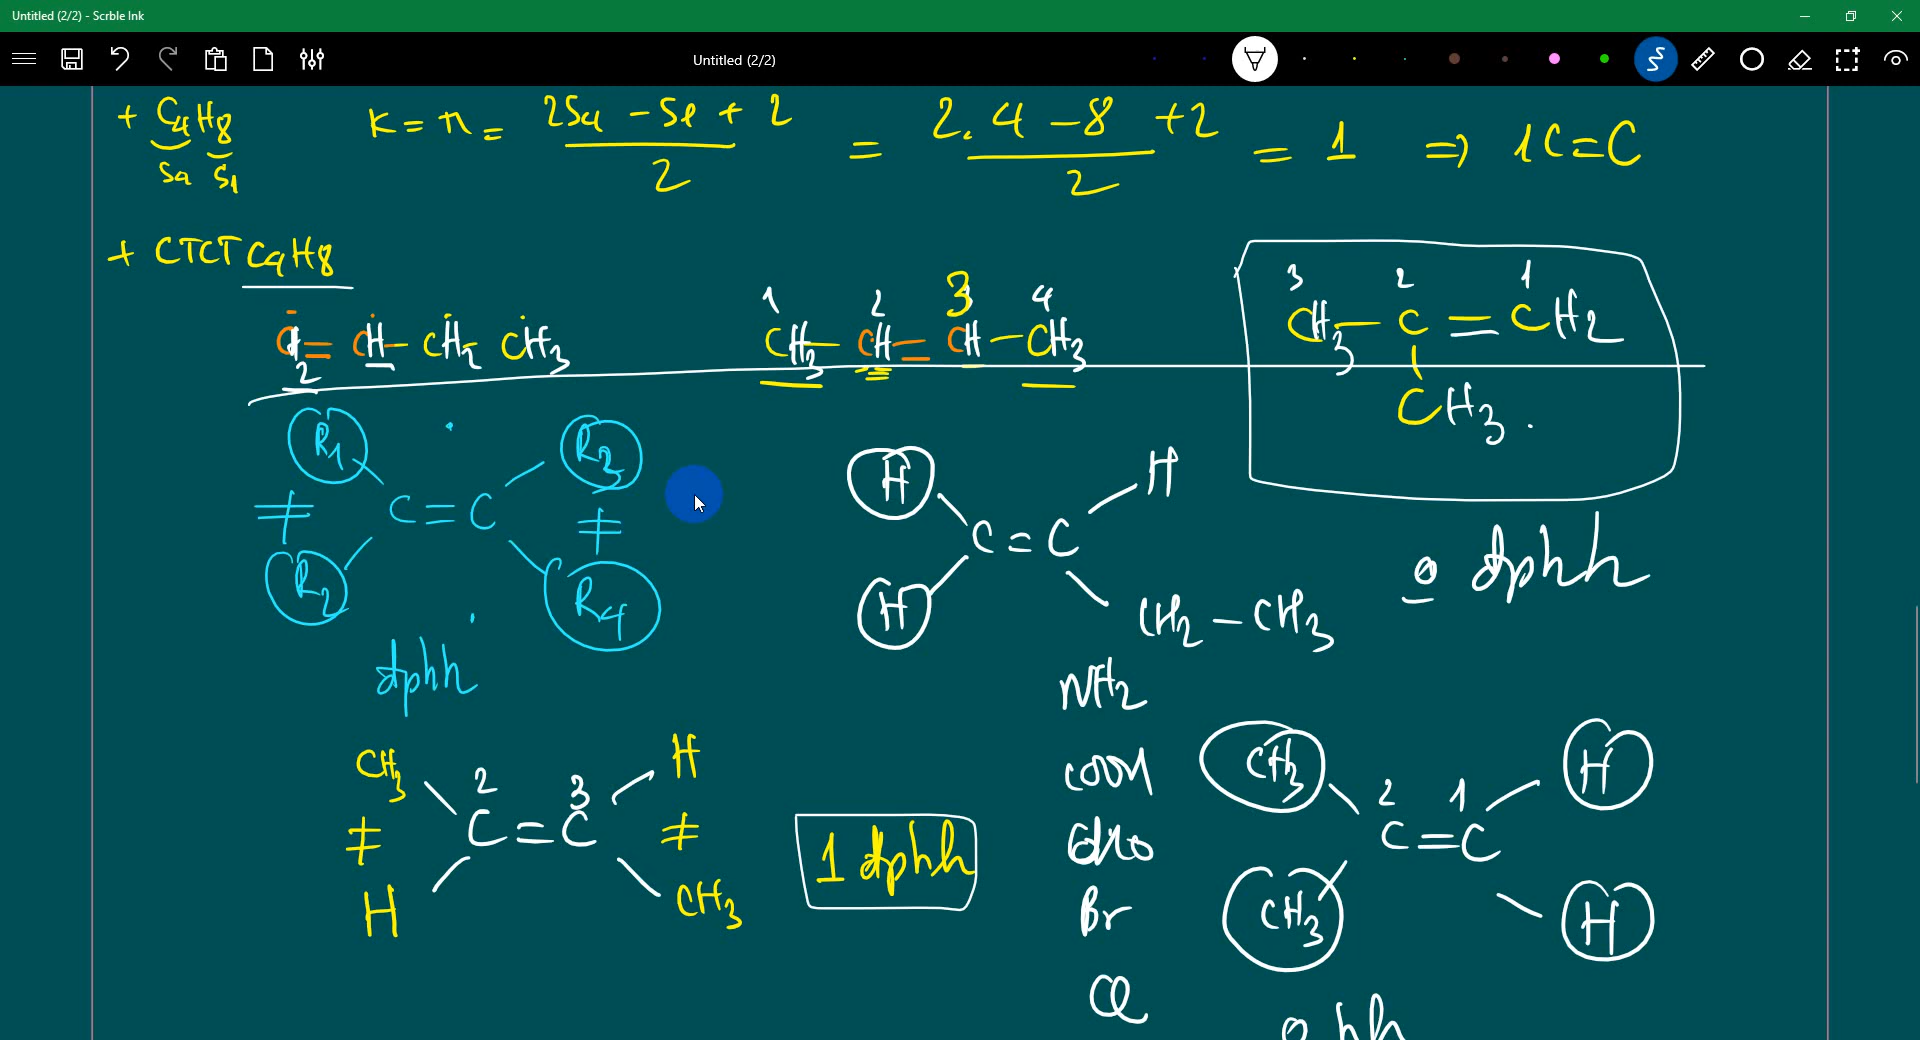 Untitled (2/2) - Scrble Ink
Untitled (2/2)
+ C4H8 K = π = 2Sa - S1 + 2 / 2 = 2. 4 - 8 + 2 / 2 = 1 => 1C=C
Sa S1
+ CTCT C4H8
CH2 = CH - CH2 - CH3
1 2 3 4
CH3 - CH = CH - CH3
3 2 1
CH3 - C = CH2
CH3 .
R1 R3
≠ C = C ≠
R2 R4
đphh
H H
C = C
H CH2 - CH3
0 đphh
CH3 2 3 H
≠ C = C ≠
H CH3
1 đphh
NH2
COOH
CHO
Br
Cl
CH3 2 1 H
C = C
CH3 H